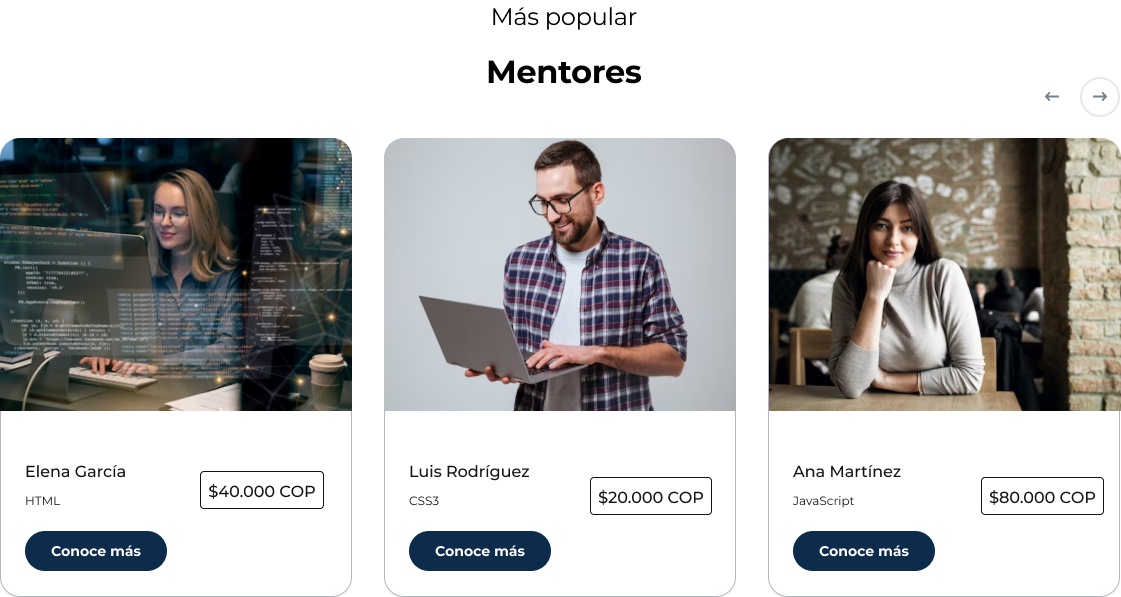 Más popular
Mentores
Elena García
HTML
$40.000 COP
Conoce más
Luis Rodríguez
CSS3
$20.000 COP
Conoce más
Ana Martínez
JavaScript
$80.000 COP
Conoce más